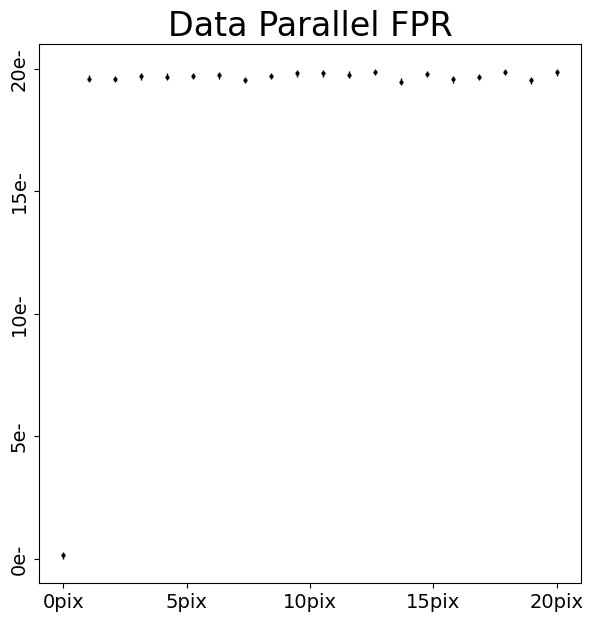 Data Parallel FPR
20e-
15e-
10e-
5e-
0e-
0pix 5pix 10pix 15pix 20pix